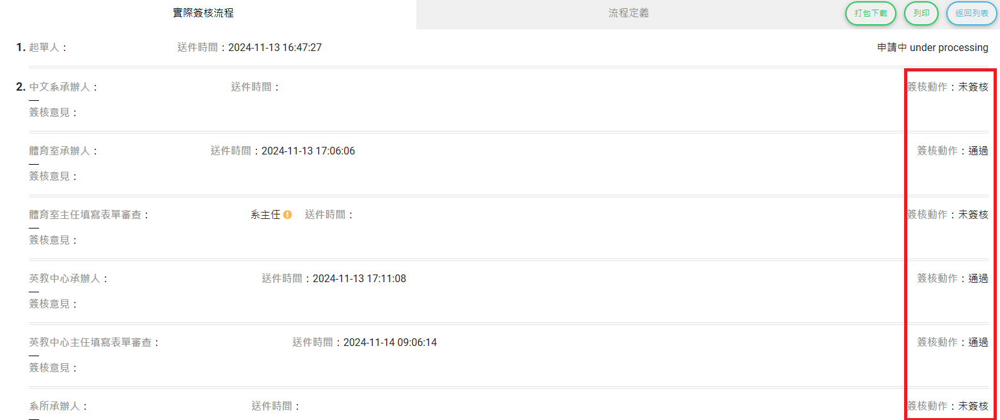 實際簽核流程 流程定義 打包下載 列印 返回列表
1. 起單人： 送件時間：2024-11-13 16:47:27 申請中 under processing
2. 中文系承辦人： 送件時間： 簽核動作：未簽核
簽核意見：
體育室承辦人： 送件時間：2024-11-13 17:06:06 簽核動作：通過
簽核意見：
體育室主任填寫表單審查： 系主任 送件時間： 簽核動作：未簽核
簽核意見：
英教中心承辦人： 送件時間：2024-11-13 17:11:08 簽核動作：通過
簽核意見：
英教中心主任填寫表單審查： 送件時間：2024-11-14 09:06:14 簽核動作：通過
簽核意見：
系所承辦人： 送件時間： 簽核動作：未簽核